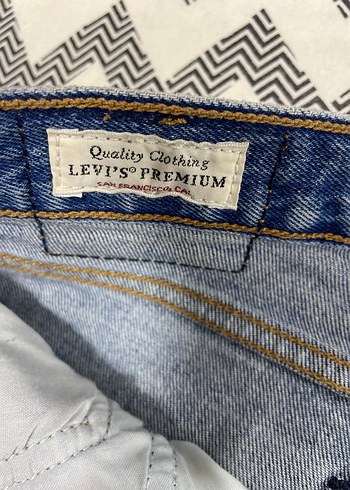 Quality Clothing
LEVI'S® PREMIUM
SAN FRANCISCO, CAL